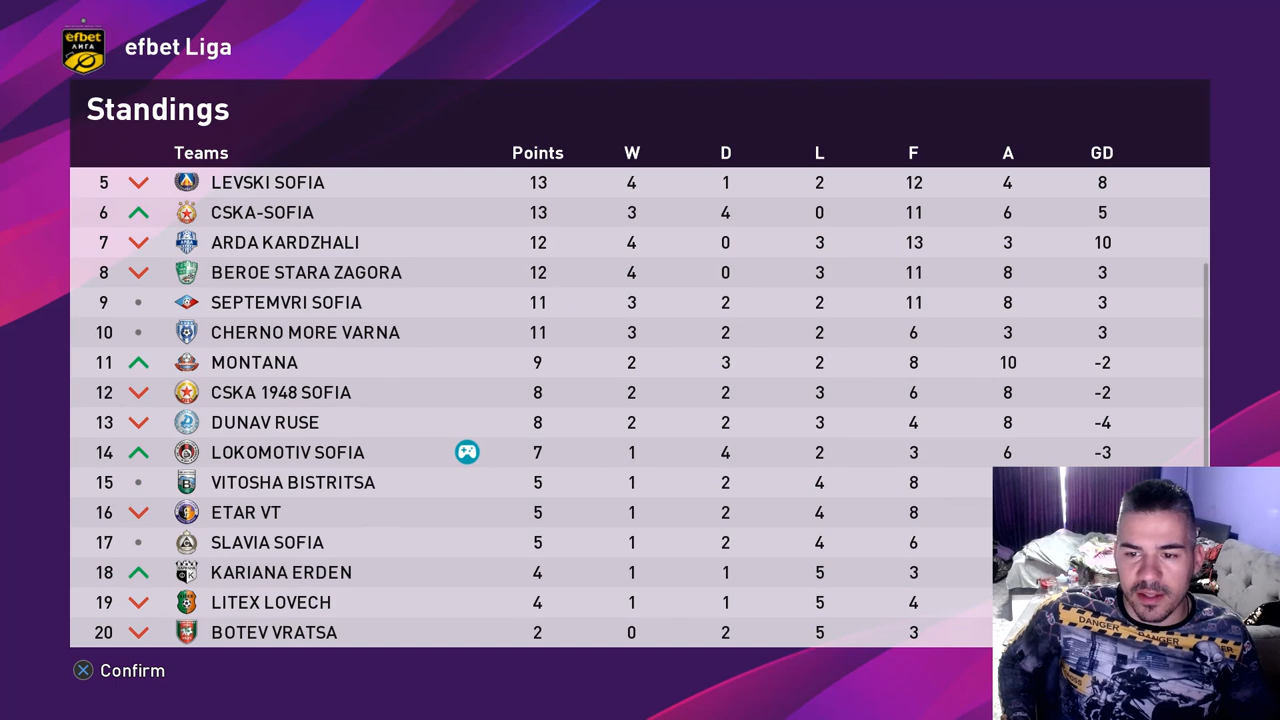 efbet
ЛИГА
efbet Liga
Standings
Teams Points W D L F A GD
5 LEVSKI SOFIA 13 4 1 2 12 4 8
6 CSKA-SOFIA 13 3 4 0 11 6 5
7 ARDA KARDZHALI 12 4 0 3 13 3 10
8 BEROE STARA ZAGORA 12 4 0 3 11 8 3
9 SEPTEMVRI SOFIA 11 3 2 2 11 8 3
10 CHERNO MORE VARNA 11 3 2 2 6 3 3
11 MONTANA 9 2 3 2 8 10 -2
12 CSKA 1948 SOFIA 8 2 2 3 6 8 -2
13 DUNAV RUSE 8 2 2 3 4 8 -4
14 LOKOMOTIV SOFIA 7 1 4 2 3 6 -3
15 VITOSHA BISTRITSA 5 1 2 4 8
16 ETAR VT 5 1 2 4 8
17 SLAVIA SOFIA 5 1 2 4 6
18 KARIANA ERDEN 4 1 1 5 3
19 LITEX LOVECH 4 1 1 5 4
20 BOTEV VRATSA 2 0 2 5 3
Confirm
DANGER
DANGER